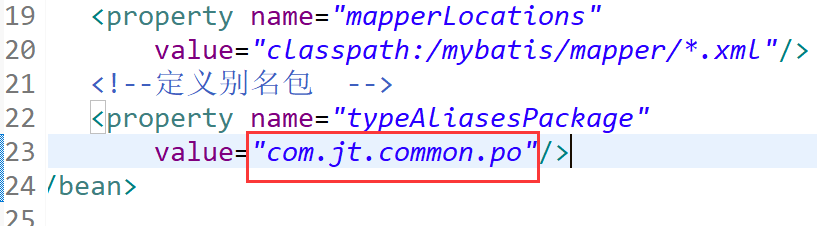 19 <property name="mapperLocations"
20 value="classpath:/mybatis/mapper/*.xml"/>
21 <!--定义别名包 -->
22 <property name="typeAliasesPackage"
23 value="com.jt.common.po"/>
24 /bean>
25